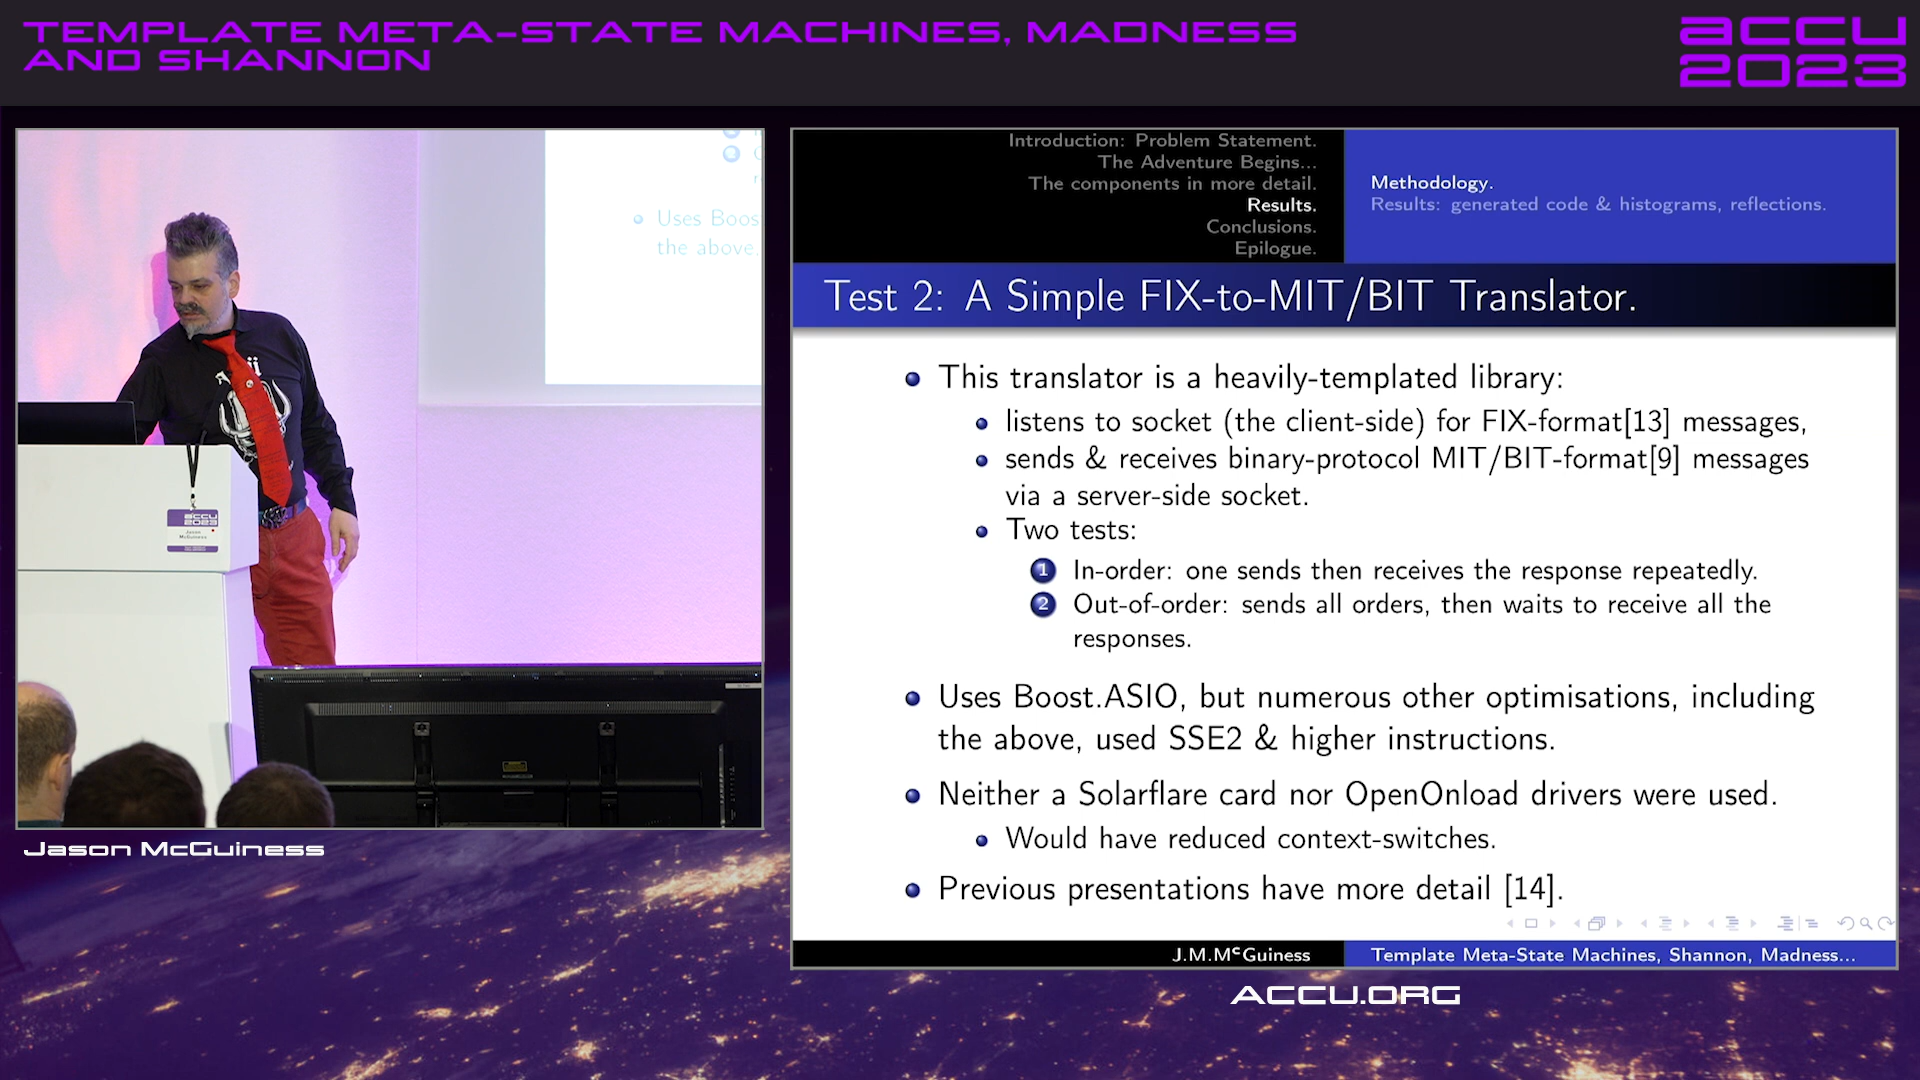 TEMPLATE META-STATE MACHINES, MADNESS
AND SHANNON
accu
2023
Uses Boos
the above,
accu
2023
Jason
McGuiness
Jason McGuiness
Introduction: Problem Statement.
The Adventure Begins...
The components in more detail.
Results.
Conclusions.
Epilogue.
Methodology.
Results: generated code & histograms, reflections.
Test 2: A Simple FIX-to-MIT/BIT Translator.
This translator is a heavily-templated library:
listens to socket (the client-side) for FIX-format[13] messages,
sends & receives binary-protocol MIT/BIT-format[9] messages
via a server-side socket.
Two tests:
1 In-order: one sends then receives the response repeatedly.
2 Out-of-order: sends all orders, then waits to receive all the
responses.
Uses Boost.ASIO, but numerous other optimisations, including
the above, used SSE2 & higher instructions.
Neither a Solarflare card nor OpenOnload drivers were used.
Would have reduced context-switches.
Previous presentations have more detail [14].
J.M.McGuiness
Template Meta-State Machines, Shannon, Madness...
ACCU.ORG